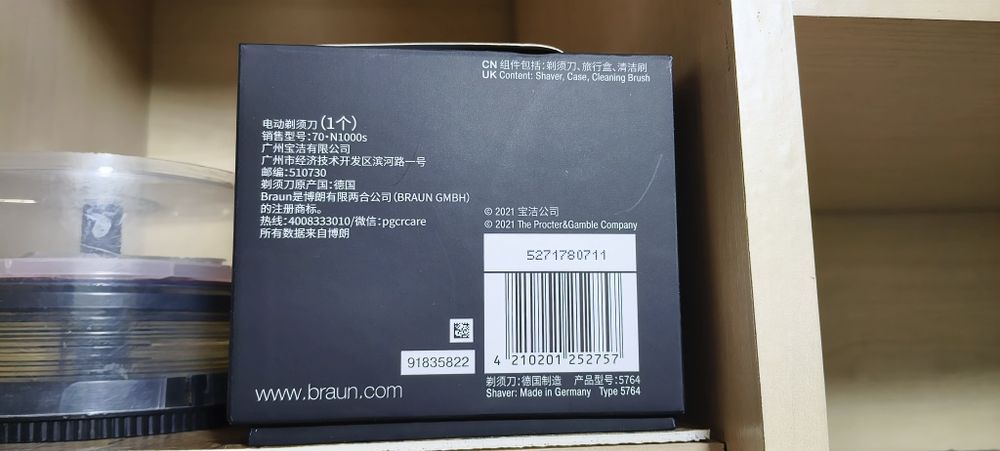 CN 组件包括:剃须刀、旅行盒、清洁刷
UK Content: Shaver, Case, Cleaning Brush
电动剃须刀(1个)
销售型号:70·N1000s
广州宝洁有限公司
广州市经济技术开发区滨河路一号
邮编:510730
剃须刀原产国:德国
Braun是博朗有限两合公司(BRAUN GMBH)
的注册商标。
热线:4008333010/微信:pgcrcare
所有数据来自博朗
© 2021 宝洁公司
© 2021 The Procter&Gamble Company
5271780711
4 210201 252757
91835822
剃须刀:德国制造 产品型号:5764
Shaver: Made in Germany Type 5764
www.braun.com